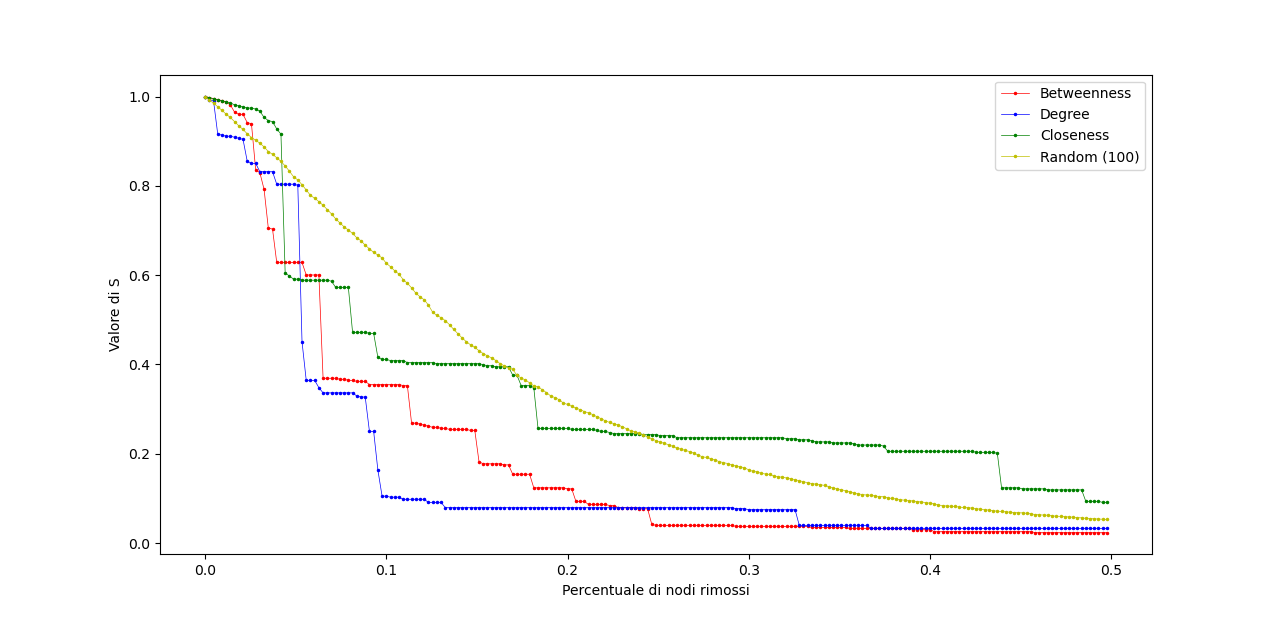 Betweenness
Degree
Closeness
Random (100)
Valore di S
1.0
0.8
0.6
0.4
0.2
0.0
0.0 0.1 0.2 0.3 0.4 0.5
Percentuale di nodi rimossi